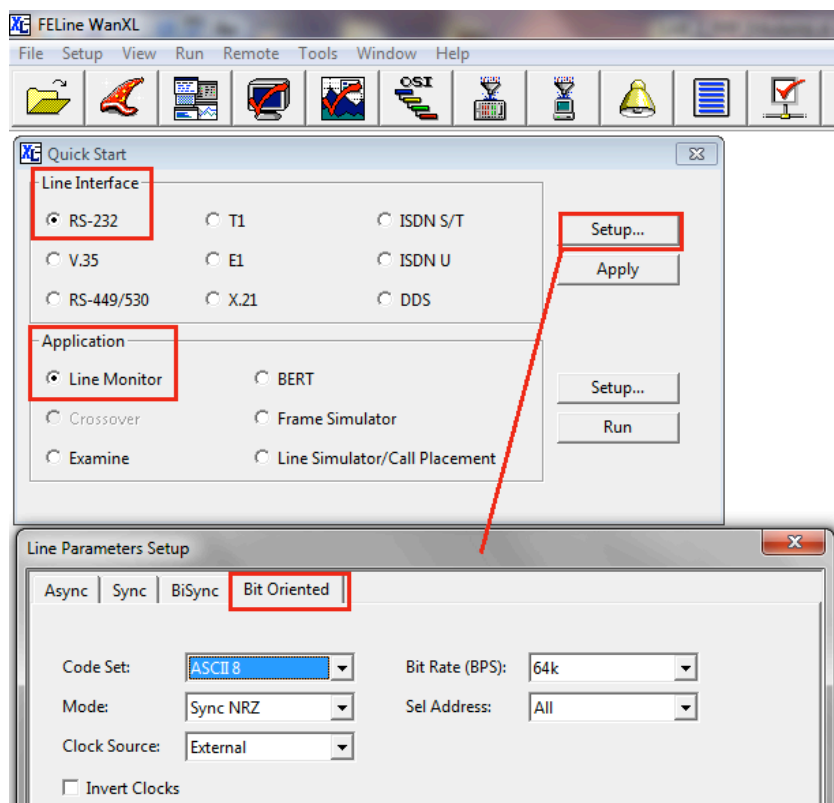 FELine WanXL
File Setup View Run Remote Tools Window Help
OSI
Quick Start
Line Interface
RS-232 T1 ISDN S/T
Setup...
V.35 E1 ISDN U
Apply
RS-449/530 X.21 DDS
Application
Line Monitor BERT
Setup...
Crossover Frame Simulator
Run
Examine Line Simulator/Call Placement
Line Parameters Setup
Async Sync BiSync Bit Oriented
Code Set: ASCII 8 Bit Rate (BPS): 64k
Mode: Sync NRZ Sel Address: All
Clock Source: External
Invert Clocks